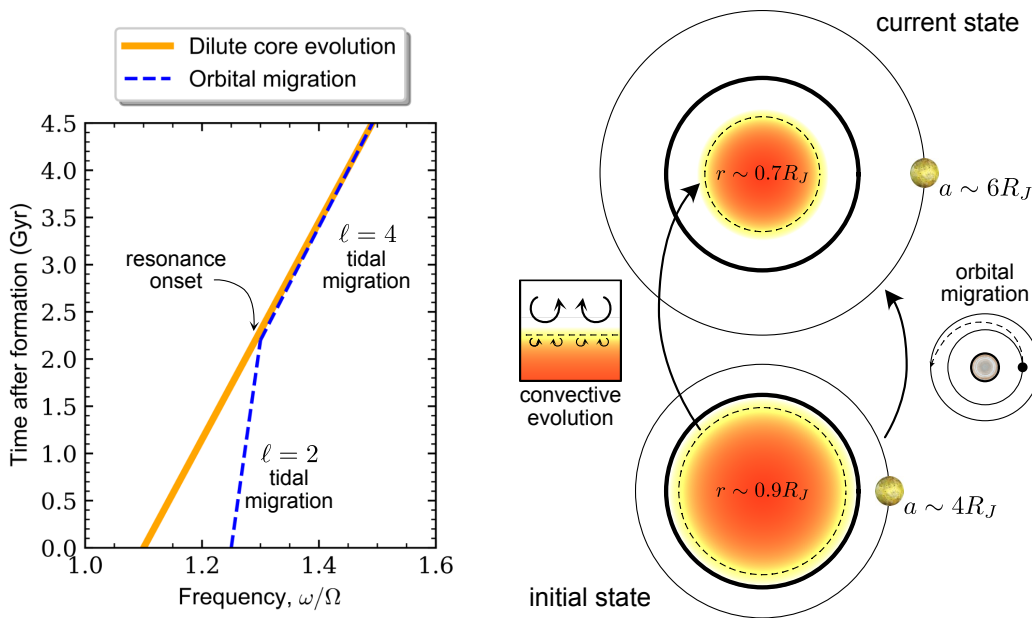 Dilute core evolution
Orbital migration
Time after formation (Gyr)
4.5
4.0
3.5
3.0
2.5
2.0
1.5
1.0
0.5
0.0
1.0
1.2
1.4
1.6
Frequency, ω/Ω
resonance
onset
ℓ = 4
tidal
migration
ℓ = 2
tidal
migration
current state
r ∼ 0.7R_J
a ∼ 6R_J
convective
evolution
orbital
migration
r ∼ 0.9R_J
a ∼ 4R_J
initial state